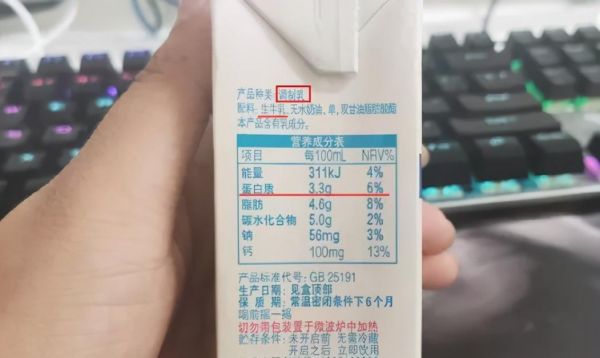 产品种类: 调制乳
配料: 生牛乳, 无水奶油, 单, 双甘油脂肪酸酯
本产品含有乳成分。
营养成分表
项目 每100mL NRV%
能量 311kJ 4%
蛋白质 3.3g 6%
脂肪 4.6g 8%
碳水化合物 5.0g 2%
钠 56mg 3%
钙 100mg 13%
产品标准代号: GB 25191
生产日期: 见盒顶部
保质期: 常温密闭条件下6个月
喝前摇一摇
切勿带包装置于微波炉中加热
贮存条件: 未开启前 无需冷藏
开启之后 立即饮用